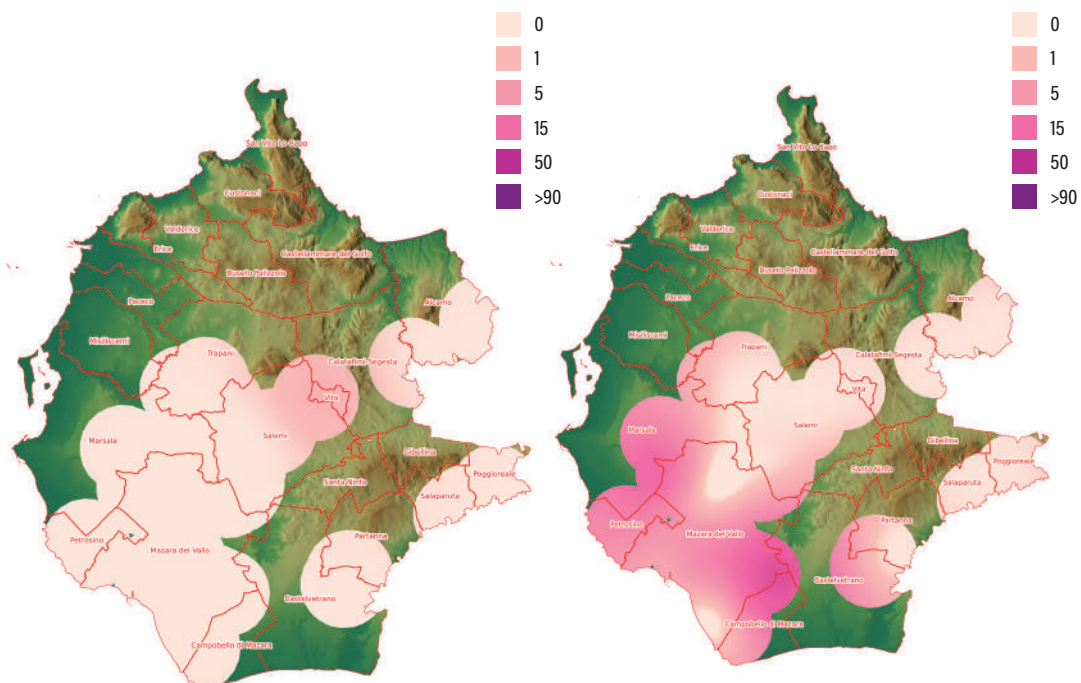 0
1
5
15
50
>90
San Vito Lo Capo
Custonaci
Valderice
Erice
Castellammare del Golfo
Buseto Palizzolo
Paceco
Alcamo
Misiliscemi
Trapani
Calatafimi-Segesta
Vita
Marsala
Salemi
Gibellina
Poggioreale
Santa Ninfa
Salaparuta
Petrosino
Partanna
Mazara del Vallo
Castelvetrano
Campobello di Mazara
0
1
5
15
50
>90
San Vito Lo Capo
Custonaci
Valderice
Erice
Castellammare del Golfo
Buseto Palizzolo
Paceco
Alcamo
Misiliscemi
Trapani
Calatafimi-Segesta
Vita
Marsala
Salemi
Gibellina
Poggioreale
Santa Ninfa
Salaparuta
Petrosino
Partanna
Mazara del Vallo
Castelvetrano
Campobello di Mazara